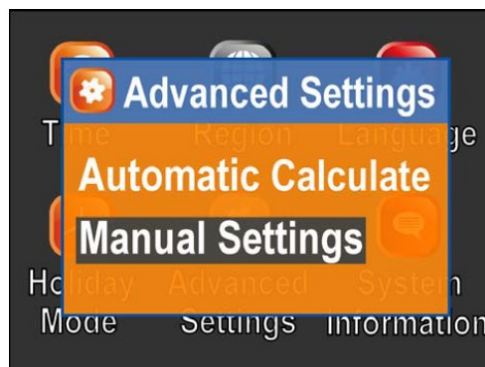 Advanced Settings
Time Region Language
Automatic Calculate
Manual Settings
Holiday Advanced System
Mode Settings Information